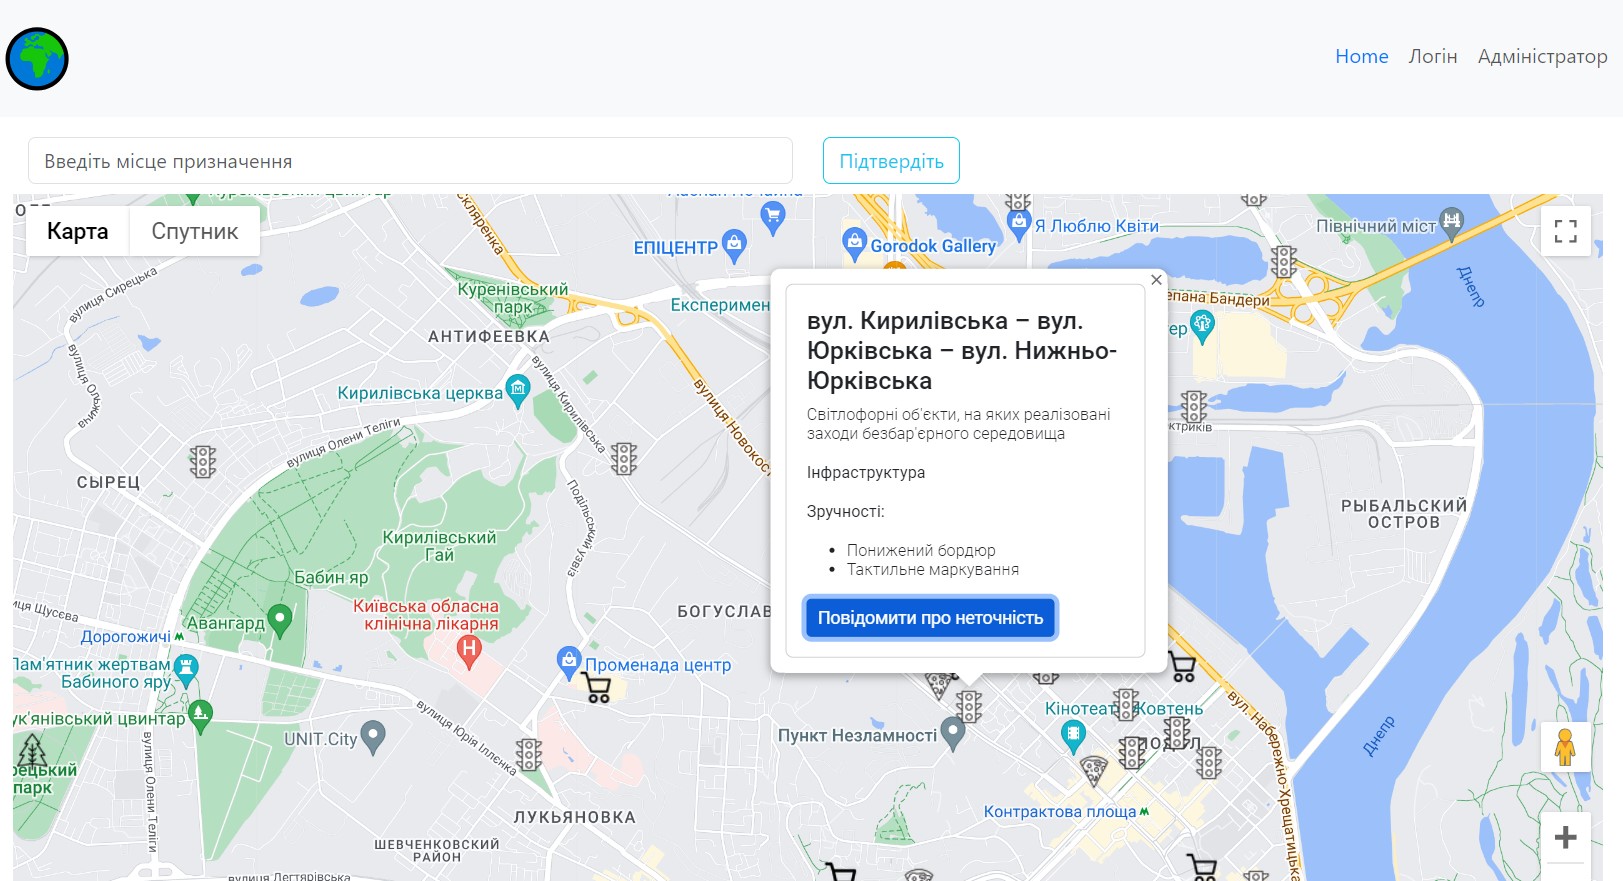 Home Логін Адміністратор
Введіть місце призначення
Підтвердіть
Карта Спутник
ЕПІЦЕНТР
Gorodok Gallery
Я Люблю Квіти
Північний міст
Куренівський
парк
АНТИФЕЕВКА
Експеримен
вулиця Сирецька
Кирилівська церква
вулиця Кирилівська
вулиця Олени Теліги
вулиця Новокос
СЫРЕЦ
Кирилівський
Гай
Бабин яр
Подільський узвіз
Київська обласна
клінічна лікарня
Авангард
Дорогожичі
Пам'ятник жертвам
Бабиного яру
ук'янівський цвинтар
UNIT.City
Променада центр
БОГУСЛАВ
вулиця Юрія Іллєнка
вулиця Олени Теліги
рецький
парк
ЛУКЬЯНОВКА
ШЕВЧЕНКОВСКИЙ
РАЙОН
вулиця Дегтярівська
вул. Кирилівська – вул.
Юрківська – вул. Нижньо-
Юрківська
Світлофорні об'єкти, на яких реалізовані
заходи безбар'єрного середовища
Інфраструктура
Зручності:
Понижений бордюр
Тактильне маркування
Повідомити про неточність
тепана Бандери
ектриків
Днепр
РЫБАЛЬСКИЙ
ОСТРОВ
Кінотеатр Жовтень
Пункт Незламності
Контрактова площа
вул. Набережно-Хрещатицька
Днепр